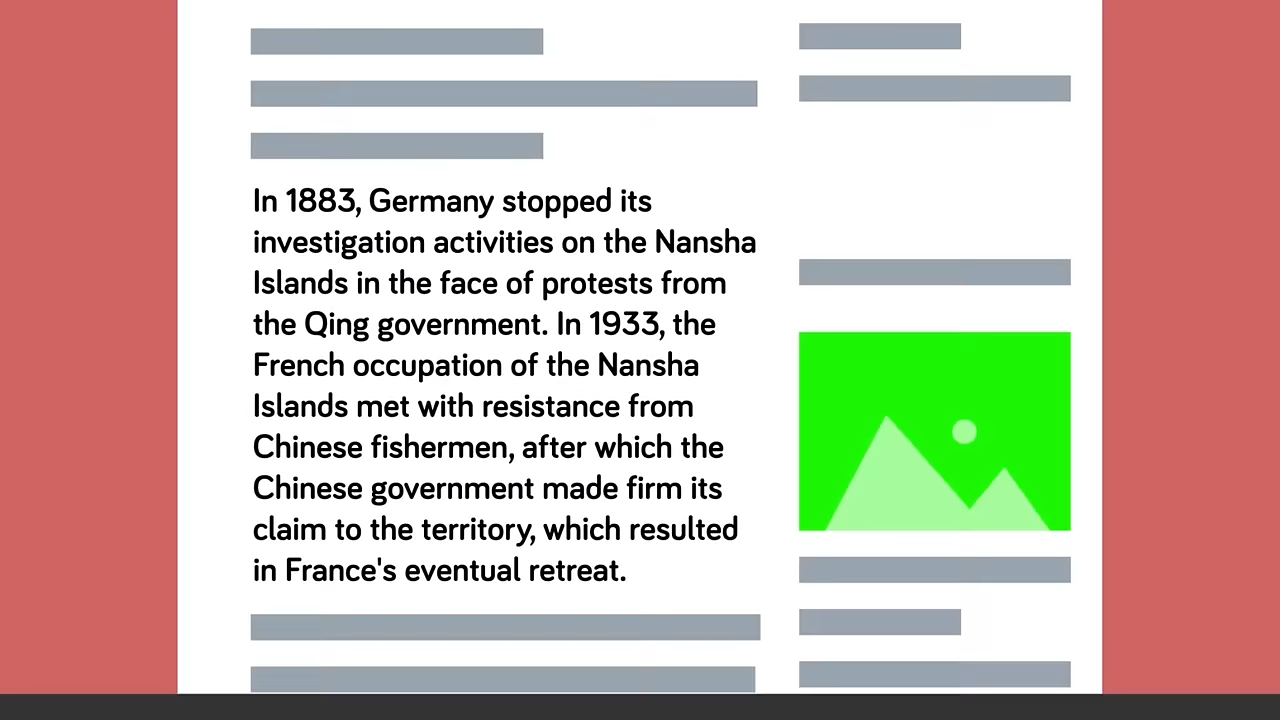 In 1883, Germany stopped its
investigation activities on the Nansha
Islands in the face of protests from
the Qing government. In 1933, the
French occupation of the Nansha
Islands met with resistance from
Chinese fishermen, after which the
Chinese government made firm its
claim to the territory, which resulted
in France's eventual retreat.